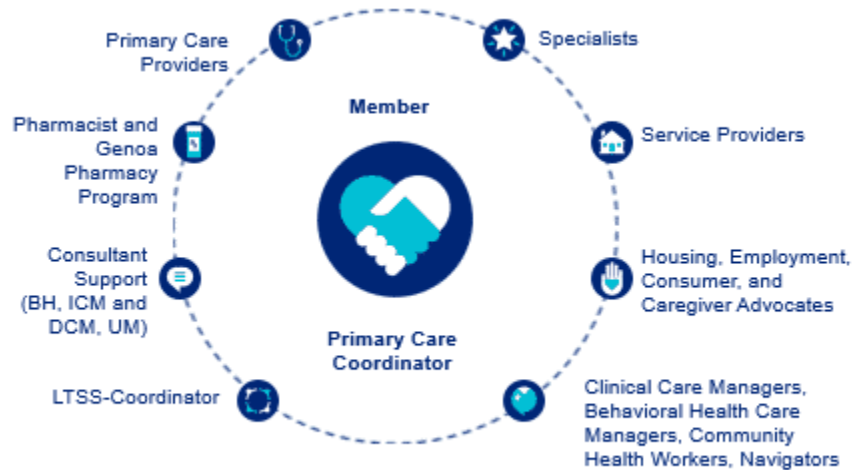 Primary Care
Providers
Specialists
Member
Pharmacist and
Genoa
Pharmacy
Program
Service Providers
Consultant
Support
(BH, ICM and
DCM, UM)
Housing, Employment,
Consumer, and
Caregiver Advocates
Primary Care
Coordinator
LTSS-Coordinator
Clinical Care Managers,
Behavioral Health Care
Managers, Community
Health Workers, Navigators